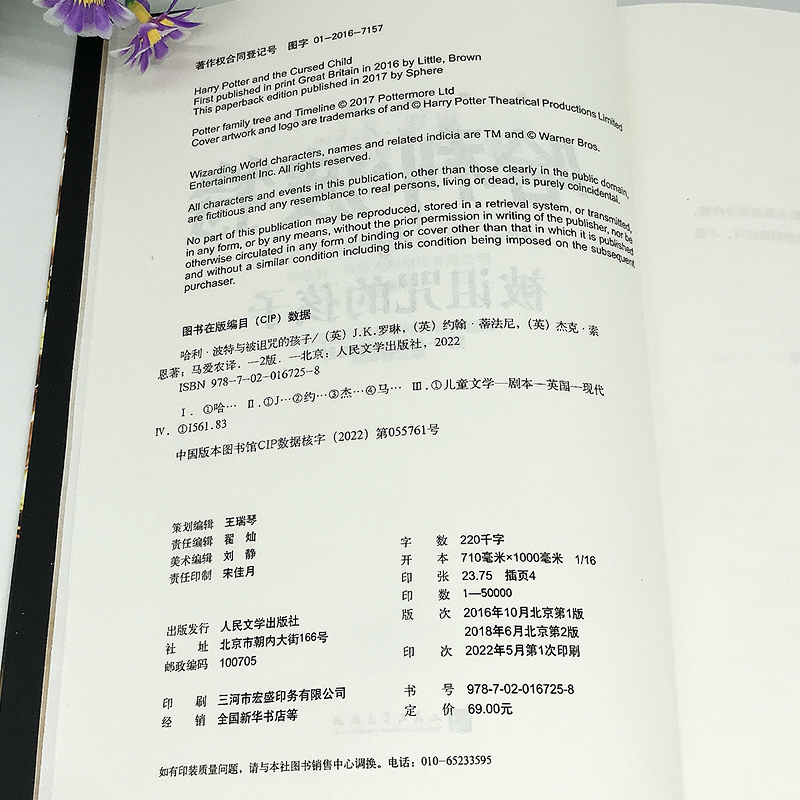 著作权合同登记号 图字 01-2016-7157
Harry Potter and the Cursed Child
First published in print Great Britain in 2016 by Little, Brown
This paperback edition published in 2017 by Sphere
Potter family tree and Timeline © 2017 Pottermore Ltd
Cover artwork and logo are trademarks of and © Harry Potter Theatrical Productions Limited
Wizarding World characters, names and related indicia are TM and © Warner Bros.
Entertainment Inc. All rights reserved.
All characters and events in this publication, other than those clearly in the public domain,
are fictitious and any resemblance to real persons, living or dead, is purely coincidental.
No part of this publication may be reproduced, stored in a retrieval system, or transmitted,
in any form, or by any means, without the prior permission in writing of the publisher, nor be
otherwise circulated in any form of binding or cover other than that in which it is published
and without a similar condition including this condition being imposed on the subsequent
purchaser.
图书在版编目(CIP)数据
哈利·波特与被诅咒的孩子/(英)J.K.罗琳,(英)约翰·蒂法尼,(英)杰克·索
恩著;马爱农译. —2版. —北京:人民文学出版社,2022
ISBN 978-7-02-016725-8
Ⅰ. ①哈… Ⅱ.①J…②约…③杰…④马… Ⅲ.①儿童文学—剧本—英国—现代
Ⅳ. ①I561.83
中国版本图书馆CIP数据核字(2022)第055761号
策划编辑 王瑞琴
责任编辑 翟 灿
美术编辑 刘 静
责任印制 宋佳月
出版发行 人民文学出版社
社 址 北京市朝内大街166号
邮政编码 100705
印 刷 三河市宏盛印务有限公司
经 销 全国新华书店等
字 数 220千字
开 本 710毫米×1000毫米 1/16
印 张 23.75 插页4
印 数 1—50000
版 次 2016年10月北京第1版
2018年6月北京第2版
印 次 2022年5月第1次印刷
书 号 978-7-02-016725-8
定 价 69.00元
如有印装质量问题,请与本社图书销售中心调换。电话:010-65233595